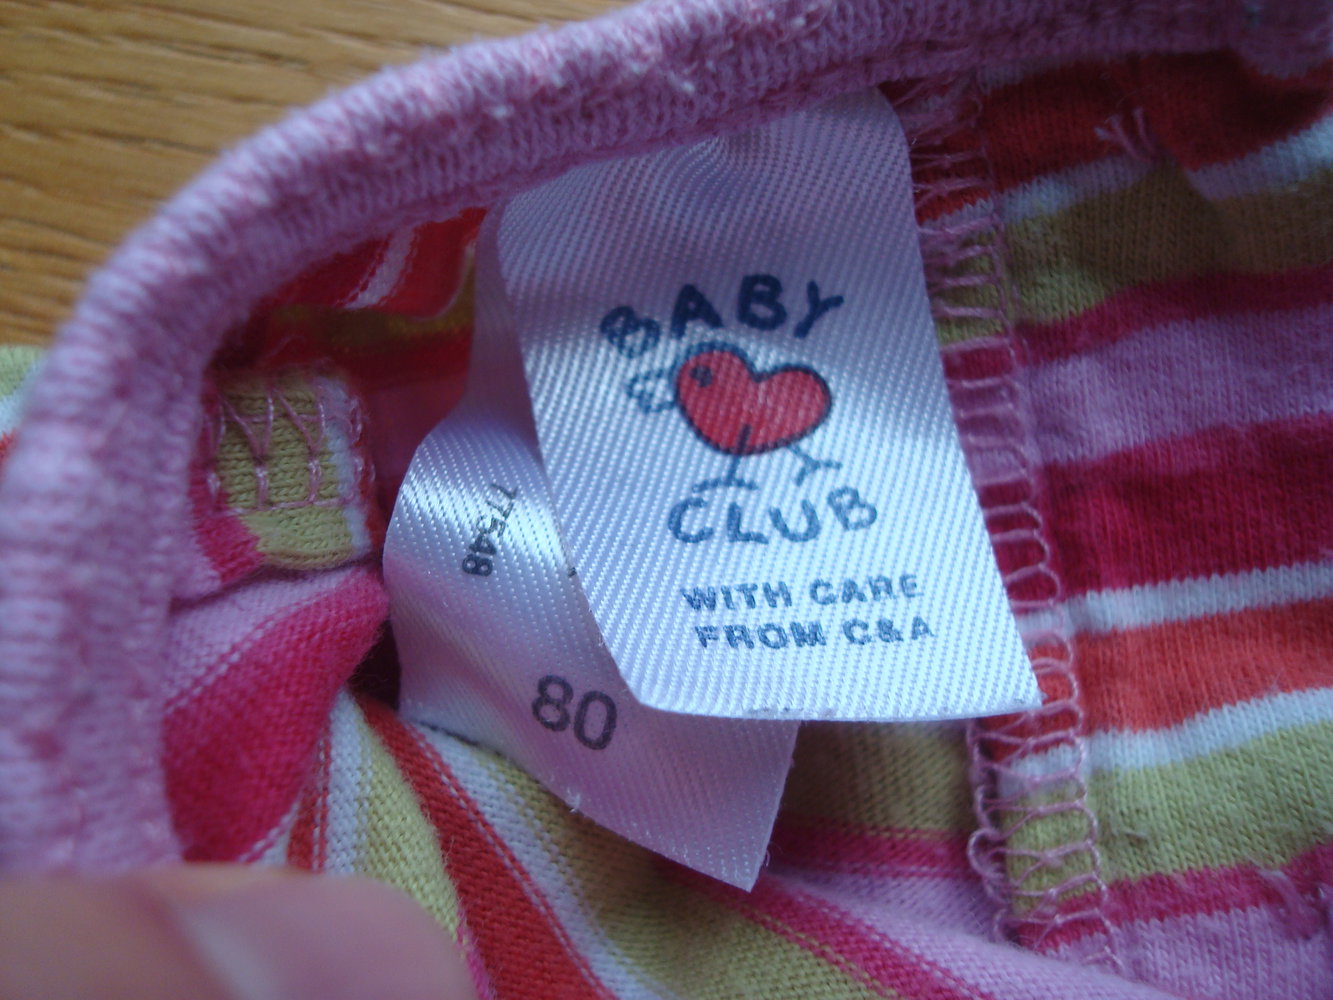 BABY
CLUB
WITH CARE
FROM C&A
77548
80